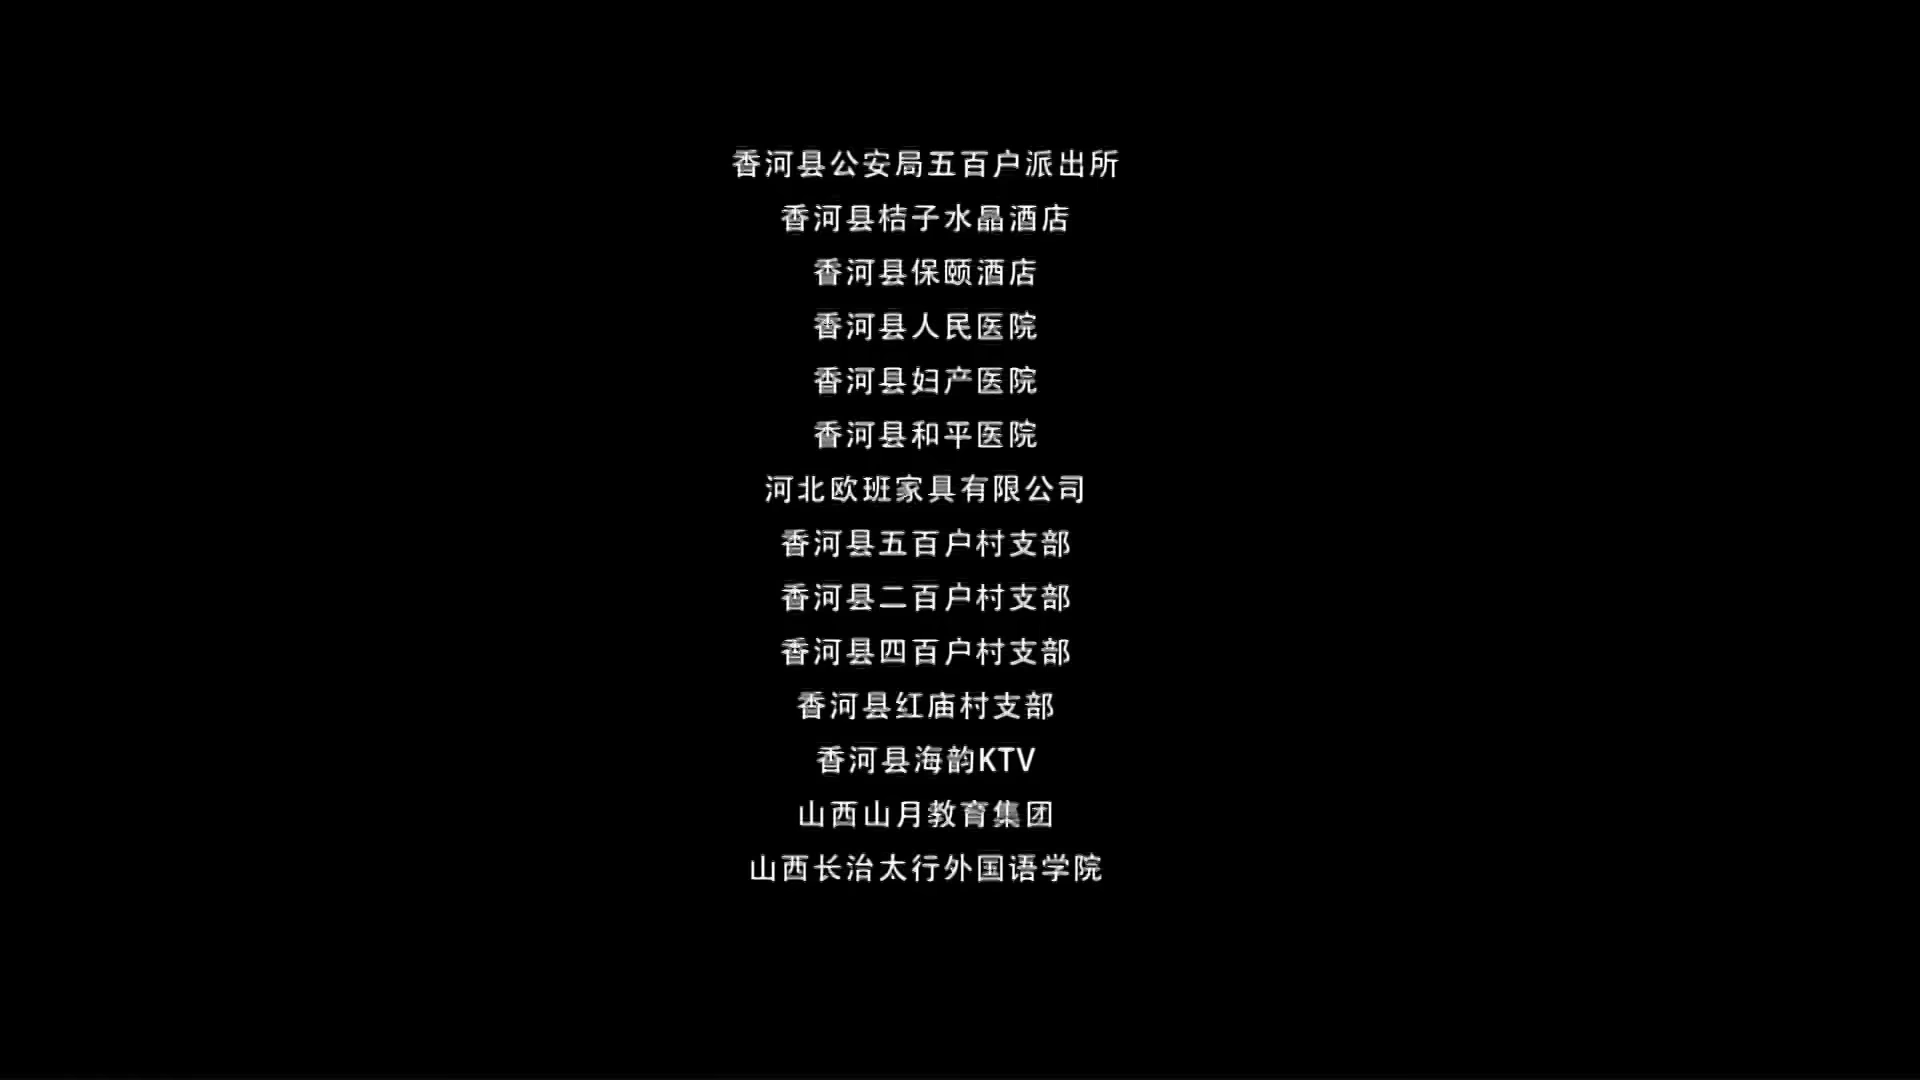 香河县公安局五百户派出所
香河县桔子水晶酒店
香河县保颐酒店
香河县人民医院
香河县妇产医院
香河县和平医院
河北欧班家具有限公司
香河县五百户村支部
香河县二百户村支部
香河县四百户村支部
香河县红庙村支部
香河县海韵KTV
山西山月教育集团
山西长治太行外国语学院